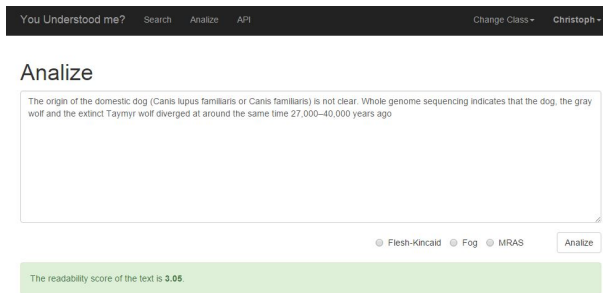 You Understood me? Search Analize API Change Class Christoph
Analize
The origin of the domestic dog (Canis lupus familiaris or Canis familiaris) is not clear. Whole genome sequencing indicates that the dog, the gray
wolf and the extinct Taymyr wolf diverged at around the same time 27,000–40,000 years ago
Flesh-Kincaid Fog MRAS Analize
The readability score of the text is 3.05.